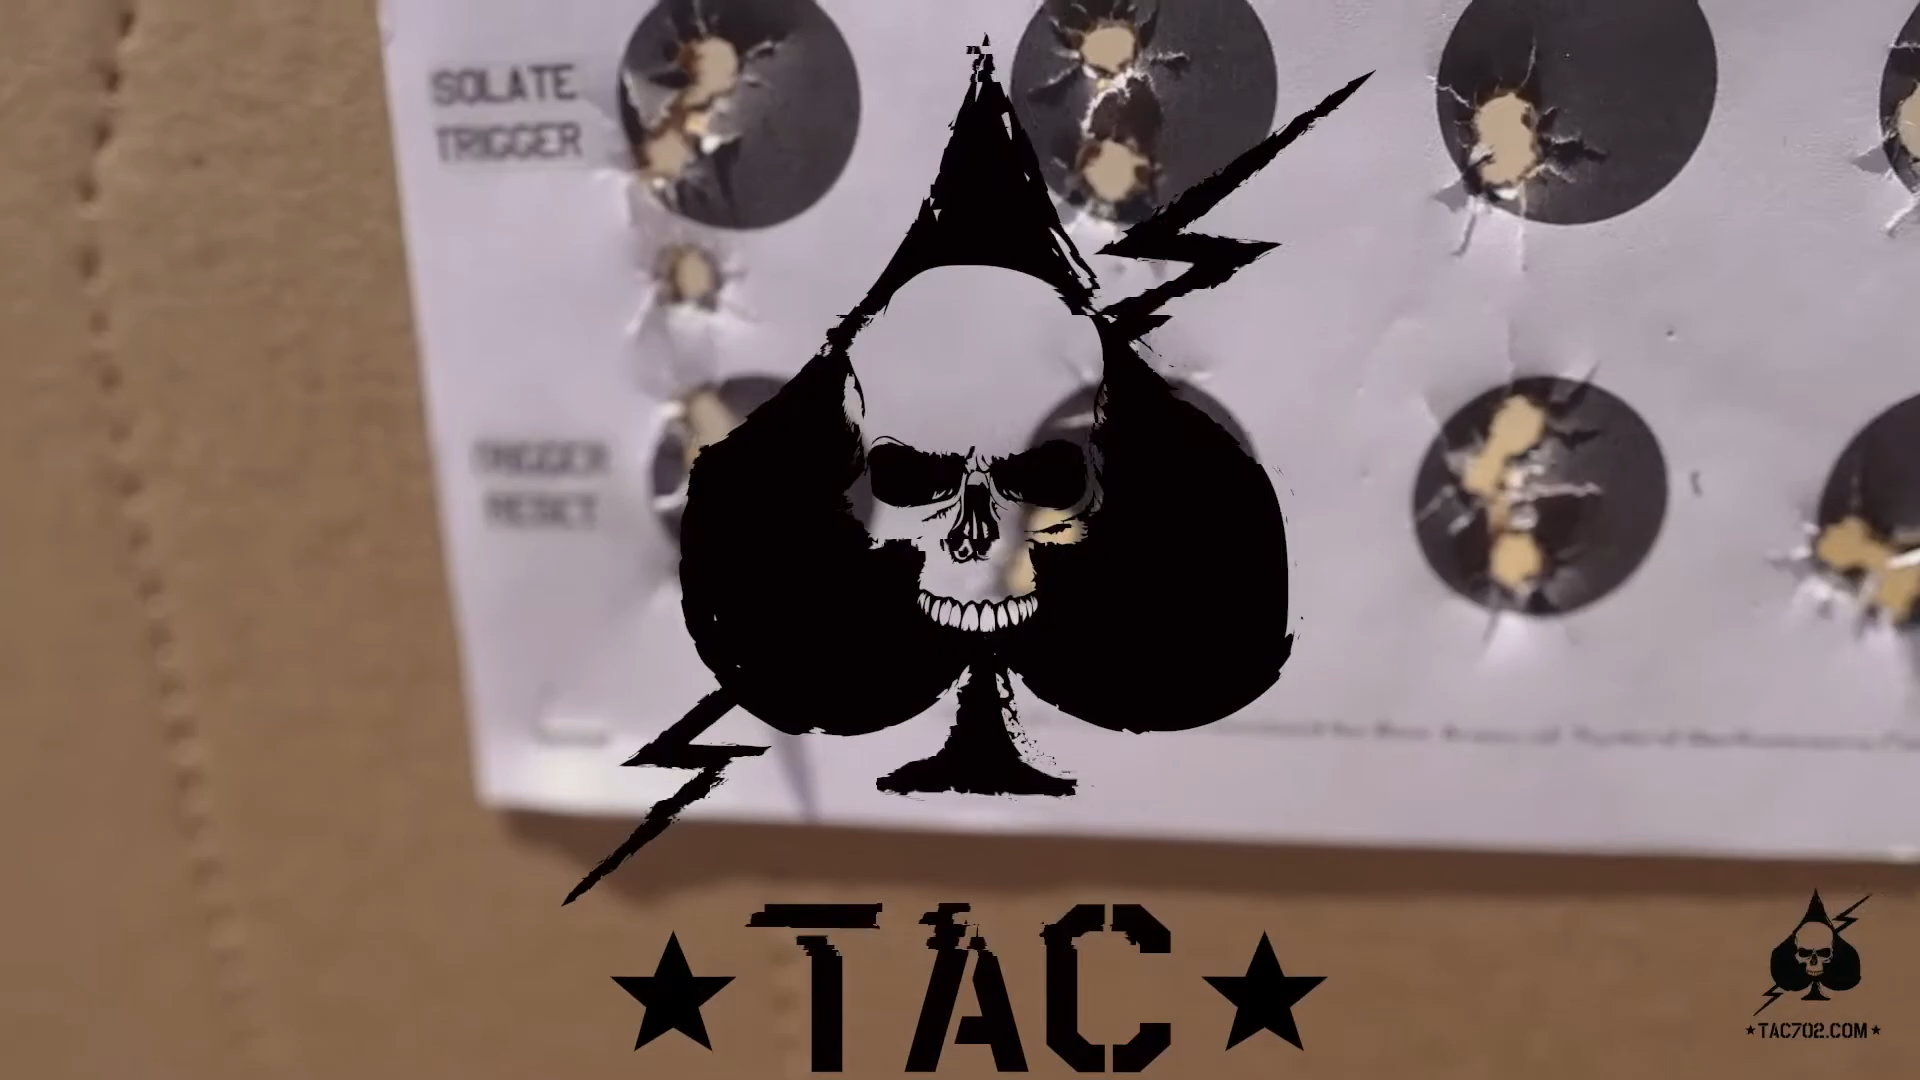 SOLATE
TRIGGER
TRIGGER
RESET
TAC
★TAC702.COM★